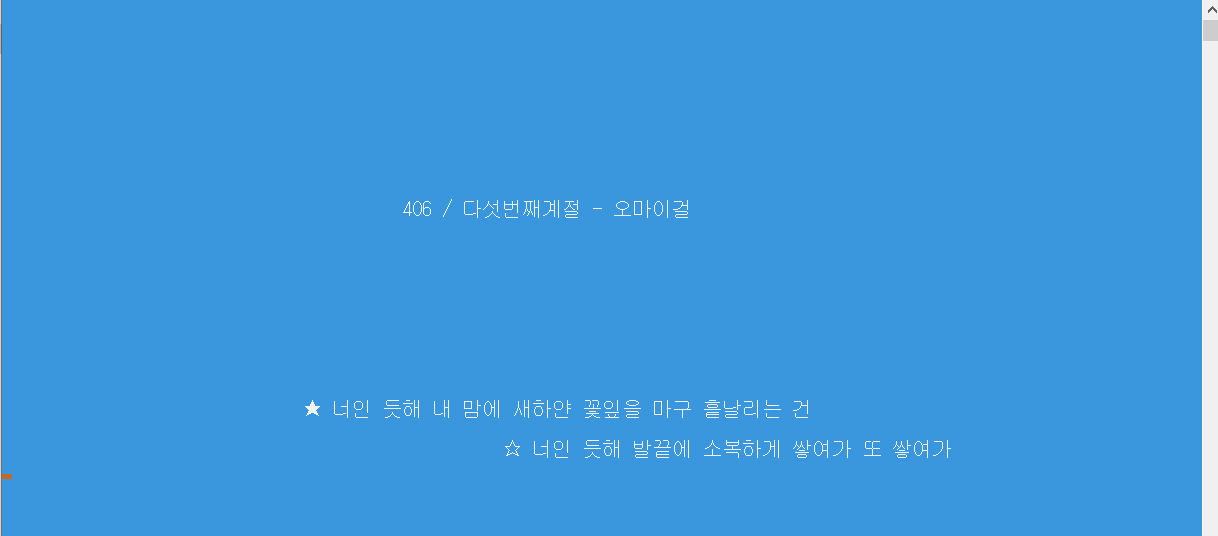 406 / 다섯번째계절 - 오마이걸
★ 너인 듯해 내 맘에 새하얀 꽃잎을 마구 흩날리는 건
☆ 너인 듯해 발끝에 소복하게 쌓여가 또 쌓여가